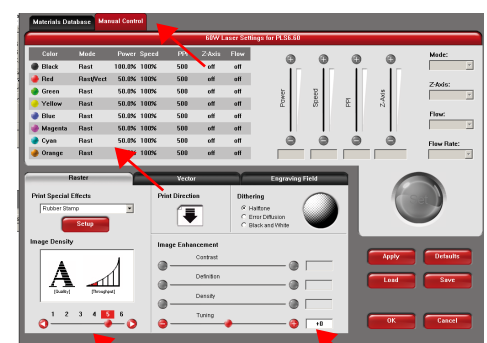 Materials Database Manual Control
60W Laser Settings for PLS6.60
Color Mode Power Speed PPI Z-Axis Flow
Black Rast 100.0% 100% 500 off off
Red Rast/Vect 50.0% 100% 500 off off
Green Rast 50.0% 100% 500 off off
Yellow Rast 50.0% 100% 500 off off
Blue Rast 50.0% 100% 500 off off
Magenta Rast 50.0% 100% 500 off off
Cyan Rast 50.0% 100% 500 off off
Orange Rast 50.0% 100% 500 off off
Power
Speed
PPI
Z-Axis
Mode:
Z-Axis:
Flow:
Flow Rate:
Raster Vector Engraving Field
Print Special Effects
Rubber Stamp
Setup
Print Direction
Dithering
Halftone
Error Diffusion
Black and White
Image Density
A
[Quality] [Throughput]
1 2 3 4 5 6
Image Enhancement
Contrast
Definition
Density
Tuning
+0
Apply Defaults
Load Save
OK Cancel